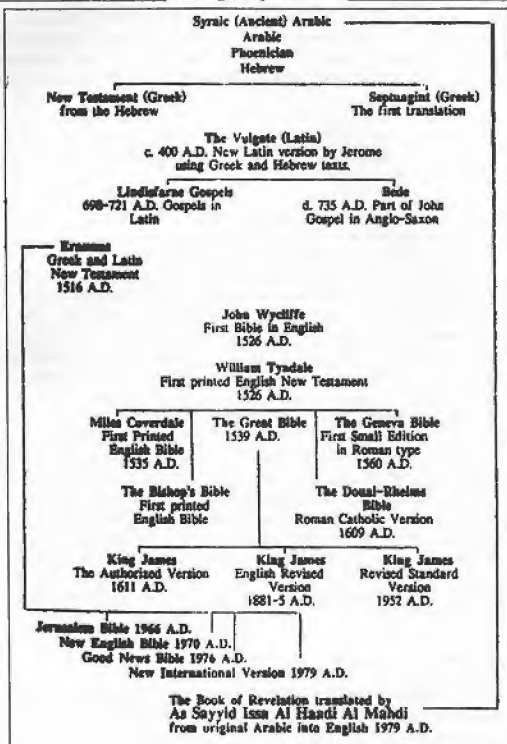 Syraic (Ancient) Arabic
Arabic
Phoenician
Hebrew
New Testament (Greek)
from the Hebrew
Septuagint (Greek)
The first translation
The Vulgate (Latin)
c. 400 A.D. New Latin version by Jerome
using Greek and Hebrew texts.
Lindisfarne Gospels
698-721 A.D. Gospels in
Latin
Bede
d. 735 A.D. Part of John
Gospel in Anglo-Saxon
Erasmus
Greek and Latin
New Testament
1516 A.D.
John Wycliffe
First Bible in English
1526 A.D.
William Tyndale
First printed English New Testament
1526 A.D.
Miles Coverdale
First Printed
English Bible
1535 A.D.
The Great Bible
1539 A.D.
The Geneva Bible
First Small Edition
in Roman type
1560 A.D.
The Bishop's Bible
First printed
English Bible
The Douai-Rheims
Bible
Roman Catholic Version
1609 A.D.
King James
The Authorized Version
1611 A.D.
King James
English Revised
Version
1881-5 A.D.
King James
Revised Standard
Version
1952 A.D.
Jerusalem Bible 1966 A.D.
New English Bible 1970 A.D.
Good News Bible 1976 A.D.
New International Version 1979 A.D.
The Book of Revelation translated by
As Sayyid Issa Al Haadi Al Mahdi
from original Arabic into English 1979 A.D.